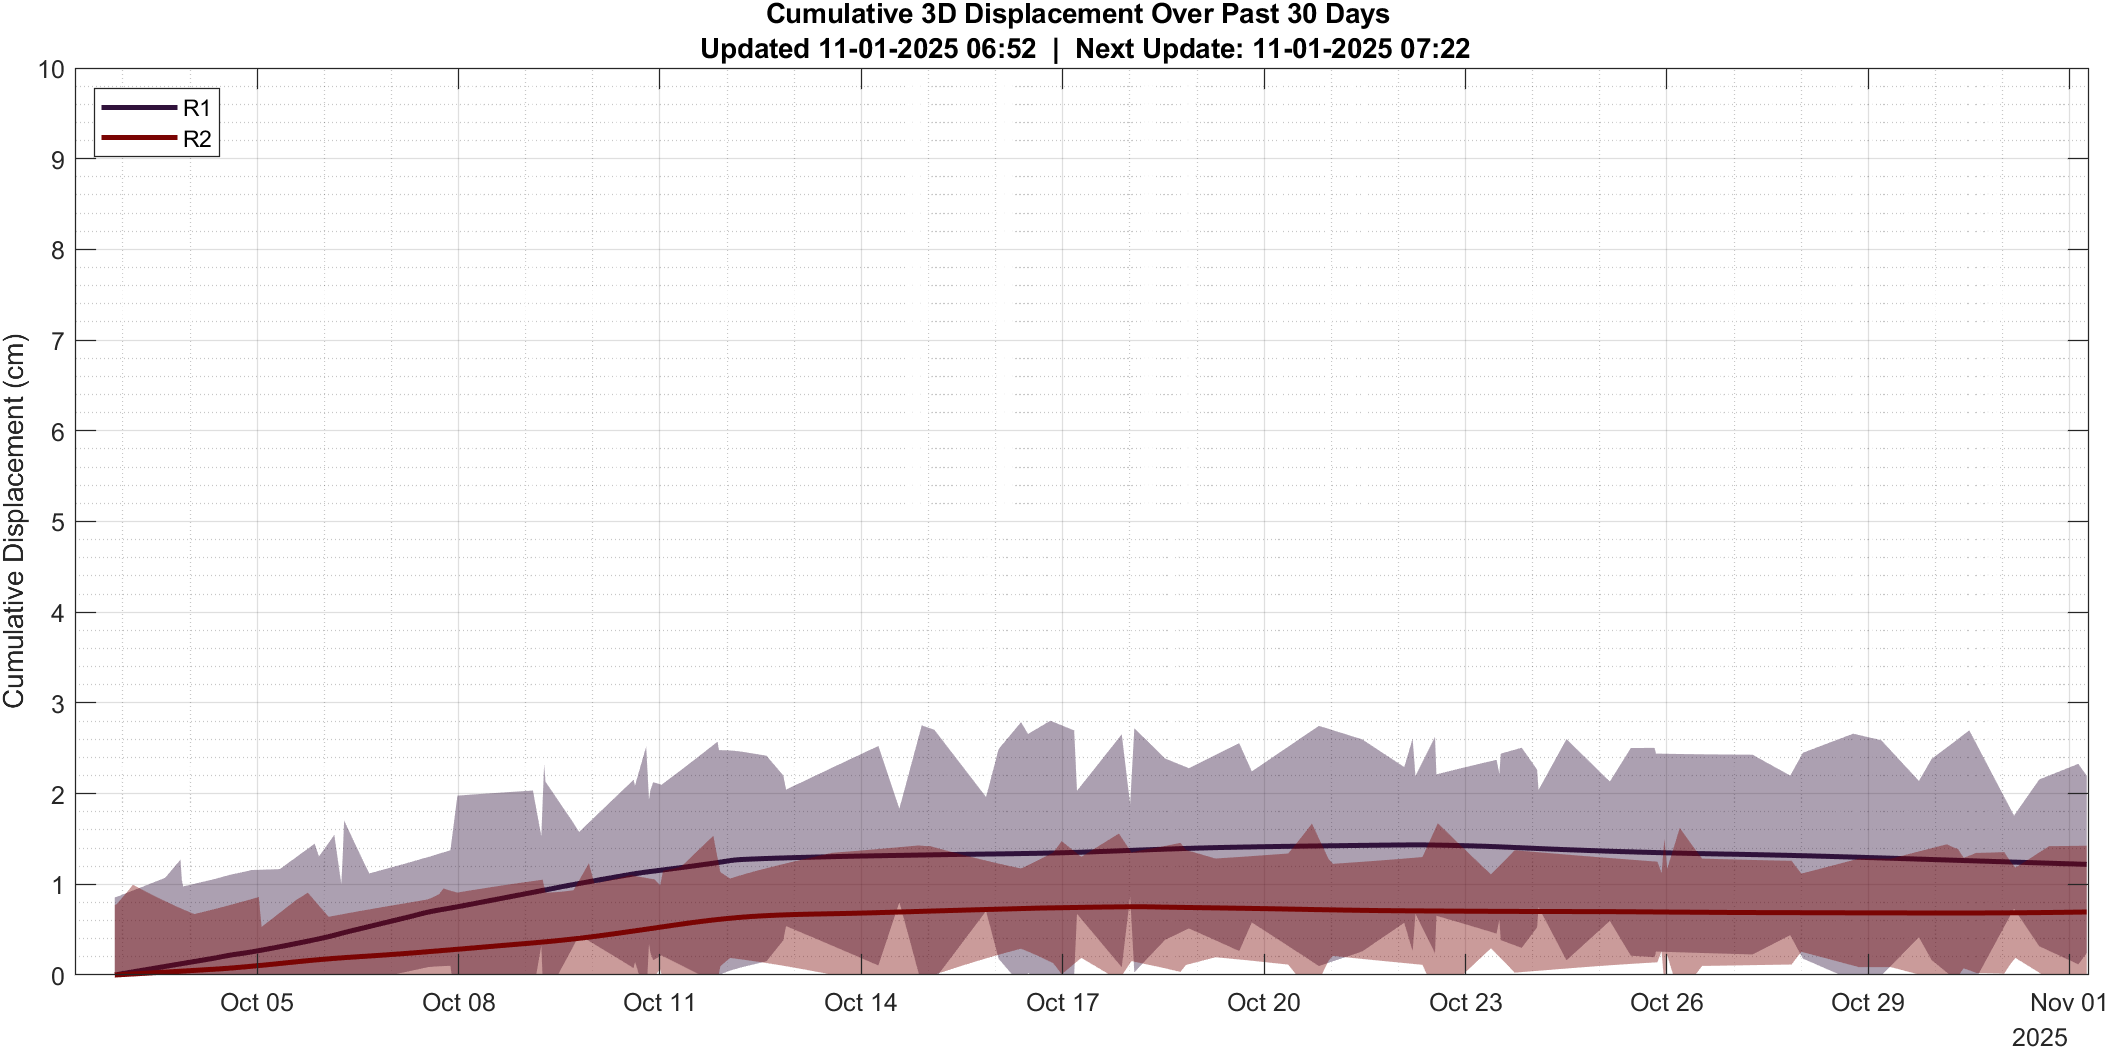 Cumulative 3D Displacement Over Past 30 Days
Updated 11-01-2025 06:52 | Next Update: 11-01-2025 07:22
R1
R2
Cumulative Displacement (cm)
10
9
8
7
6
5
4
3
2
1
0
Oct 05 Oct 08 Oct 11 Oct 14 Oct 17 Oct 20 Oct 23 Oct 26 Oct 29 Nov 01
2025